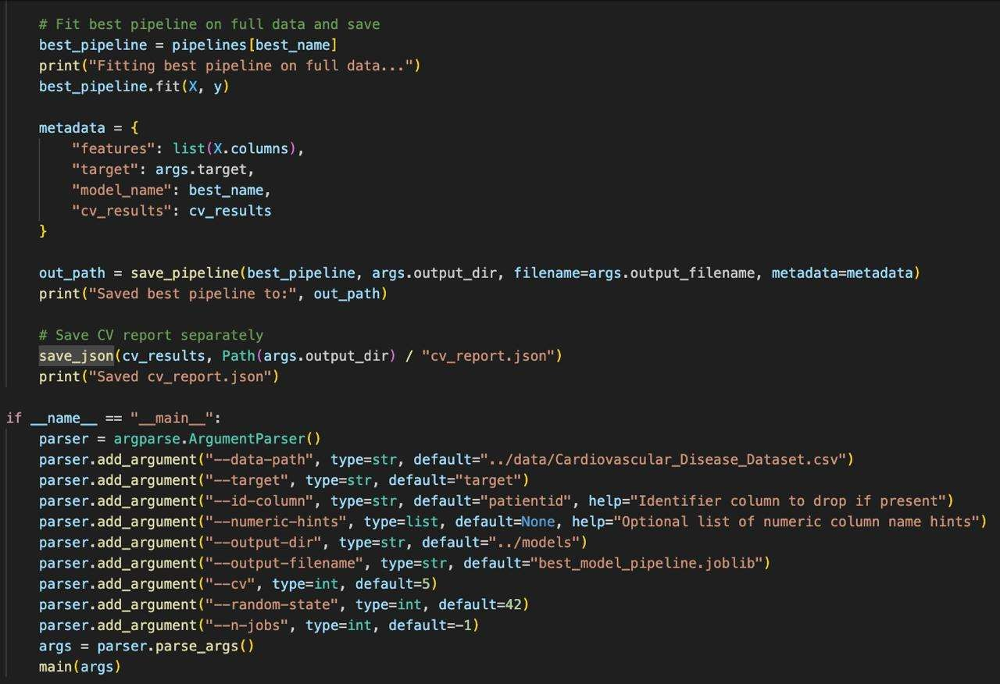 # Fit best pipeline on full data and save
best_pipeline = pipelines[best_name]
print("Fitting best pipeline on full data...")
best_pipeline.fit(X, y)
metadata = {
"features": list(X.columns),
"target": args.target,
"model_name": best_name,
"cv_results": cv_results
}
out_path = save_pipeline(best_pipeline, args.output_dir, filename=args.output_filename, metadata=metadata)
print("Saved best pipeline to:", out_path)
# Save CV report separately
save_json(cv_results, Path(args.output_dir) / "cv_report.json")
print("Saved cv_report.json")
if __name__ == "__main__":
parser = argparse.ArgumentParser()
parser.add_argument("--data-path", type=str, default="../data/Cardiovascular_Disease_Dataset.csv")
parser.add_argument("--target", type=str, default="target")
parser.add_argument("--id-column", type=str, default="patientid", help="Identifier column to drop if present")
parser.add_argument("--numeric-hints", type=list, default=None, help="Optional list of numeric column name hints")
parser.add_argument("--output-dir", type=str, default="../models")
parser.add_argument("--output-filename", type=str, default="best_model_pipeline.joblib")
parser.add_argument("--cv", type=int, default=5)
parser.add_argument("--random-state", type=int, default=42)
parser.add_argument("--n-jobs", type=int, default=-1)
args = parser.parse_args()
main(args)